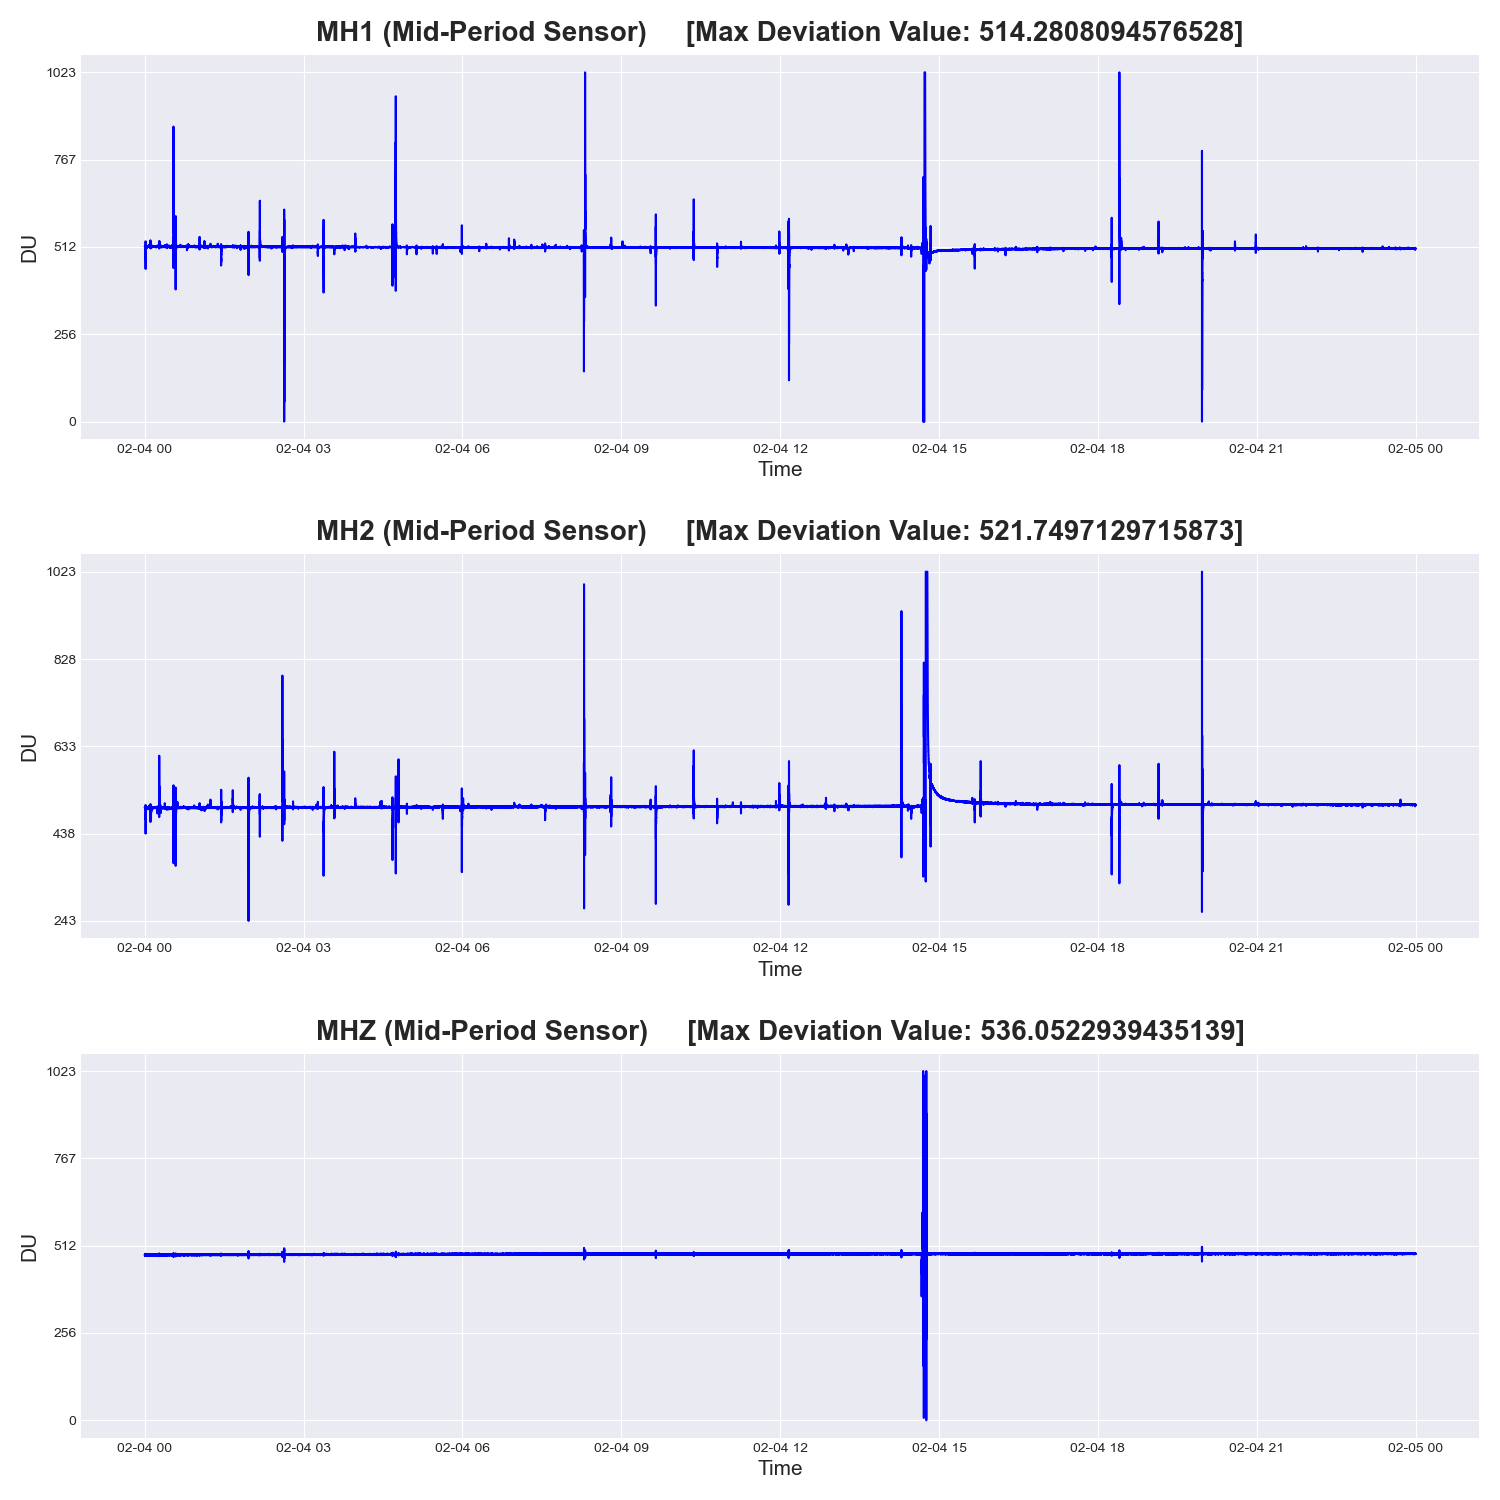 MH1 (Mid-Period Sensor) [Max Deviation Value: 514.2808094576528]
1023
767
512
256
0
DU
02-04 00 02-04 03 02-04 06 02-04 09 02-04 12 02-04 15 02-04 18 02-04 21 02-05 00
Time
MH2 (Mid-Period Sensor) [Max Deviation Value: 521.7497129715873]
1023
828
633
438
243
DU
02-04 00 02-04 03 02-04 06 02-04 09 02-04 12 02-04 15 02-04 18 02-04 21 02-05 00
Time
MHZ (Mid-Period Sensor) [Max Deviation Value: 536.0522939435139]
1023
767
512
256
0
DU
02-04 00 02-04 03 02-04 06 02-04 09 02-04 12 02-04 15 02-04 18 02-04 21 02-05 00
Time